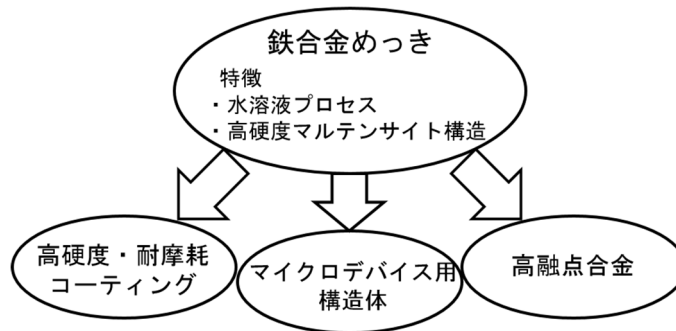 鉄合金めっき
特徴
・水溶液プロセス
・高硬度マルテンサイト構造
高硬度・耐摩耗
コーティング
マイクロデバイス用
構造体
高融点合金